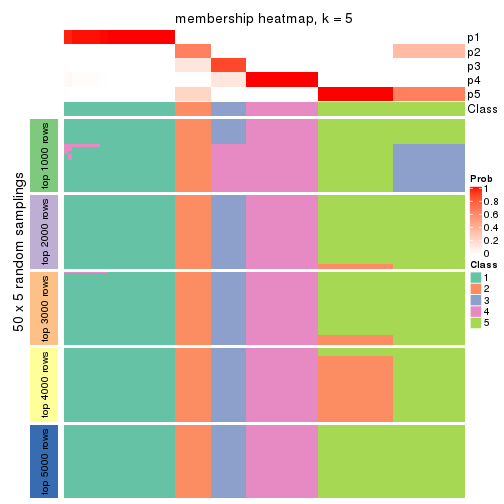 membership heatmap, k = 5
p1
p2
p3
p4
p5
Class
50 x 5 random samplings
top 1000 rows
top 2000 rows
top 3000 rows
top 4000 rows
top 5000 rows
Prob
1
0.8
0.6
0.4
0.2
0
Class
1
2
3
4
5